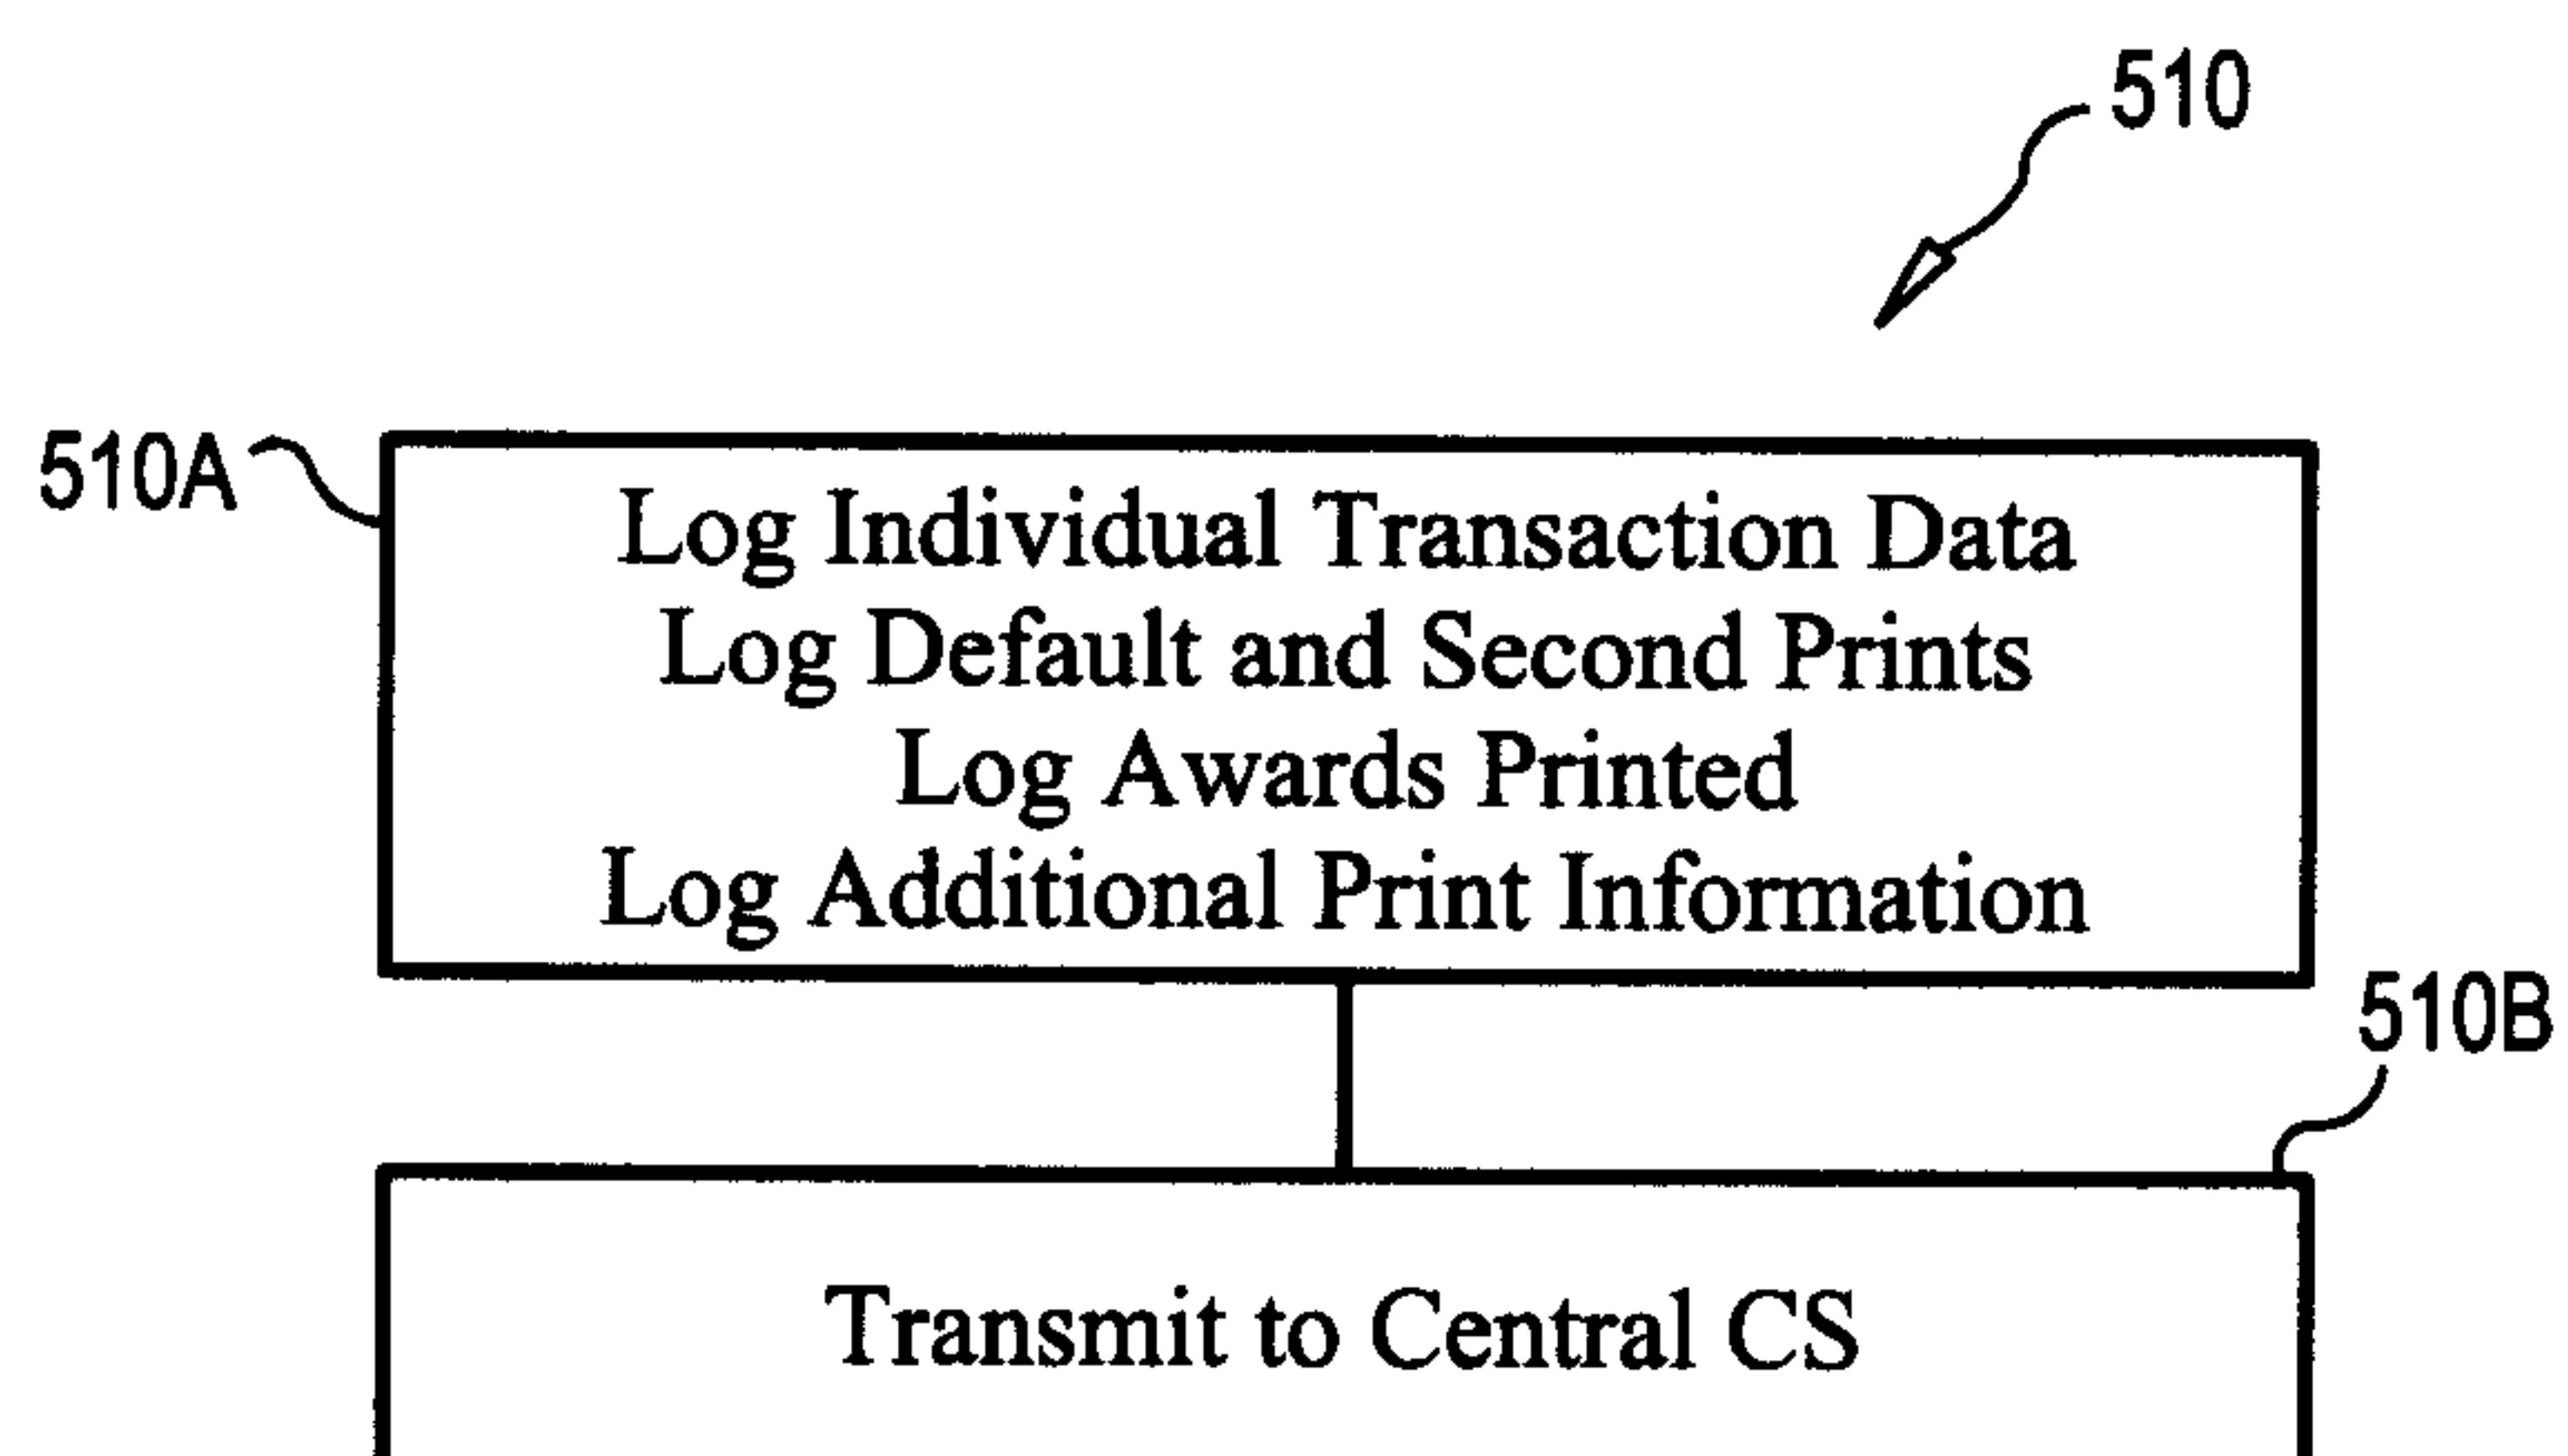 510
510A
Log Individual Transaction Data
Log Default and Second Prints
Log Awards Printed
Log Additional Print Information
510B
Transmit to Central CS